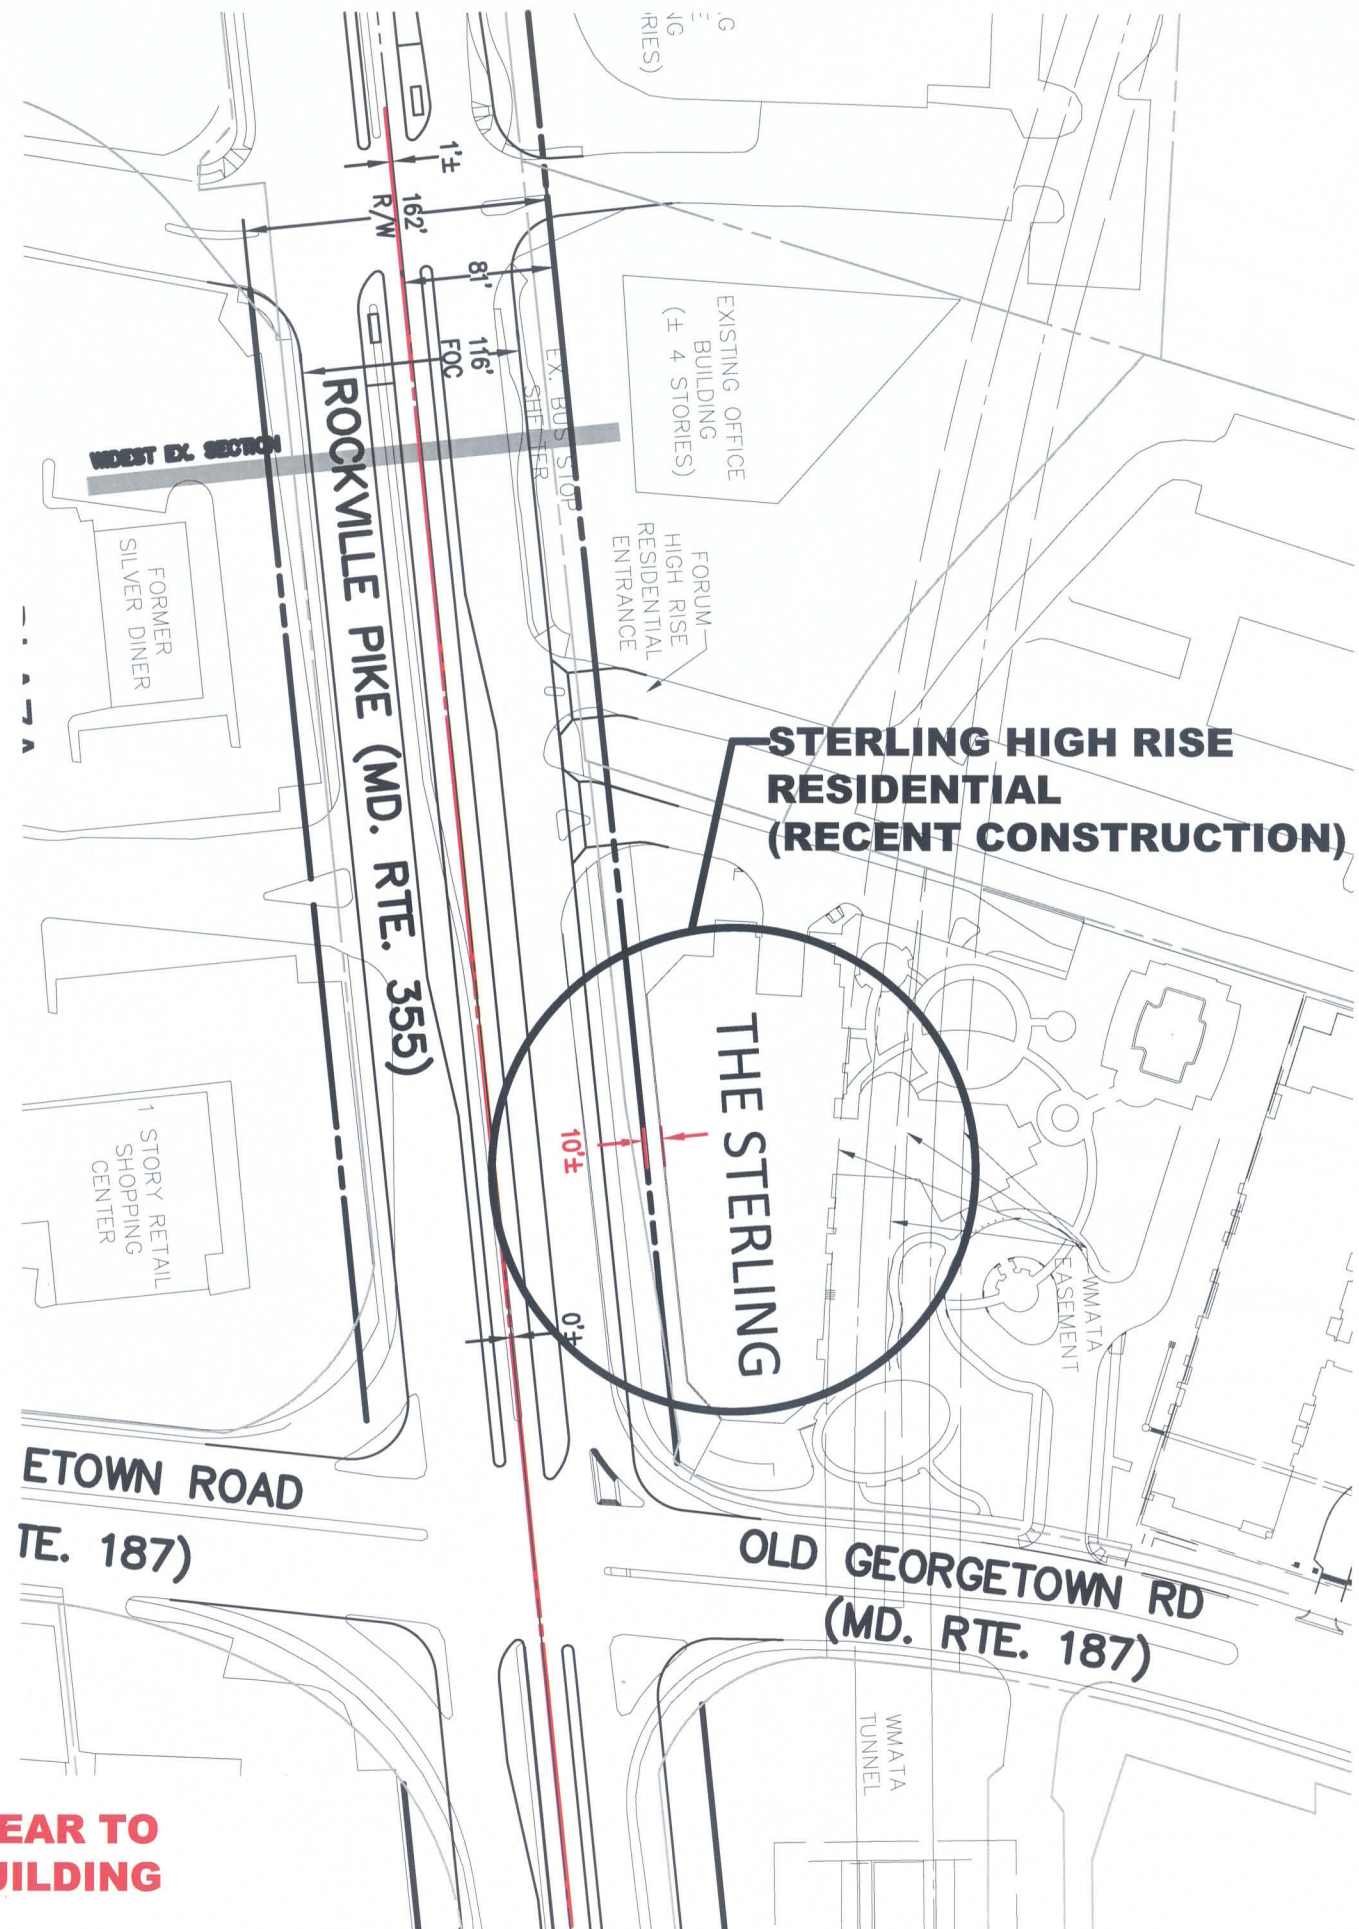 1'±
162'
R/W
81'
116'
FOC
EX. BUS STOP
SHELTER
EXISTING OFFICE
BUILDING
(± 4 STORIES)
WIDEST EX. SECTION
ROCKVILLE PIKE (MD. RTE. 355)
FORMER
SILVER DINER
FORUM
HIGH RISE
RESIDENTIAL
ENTRANCE
STERLING HIGH RISE
RESIDENTIAL
(RECENT CONSTRUCTION)
THE STERLING
10'±
0'±
1 STORY RETAIL
SHOPPING
CENTER
WMATA
EASEMENT
ETOWN ROAD
TE. 187)
OLD GEORGETOWN RD
(MD. RTE. 187)
WMATA
TUNNEL
EAR TO
UILDING